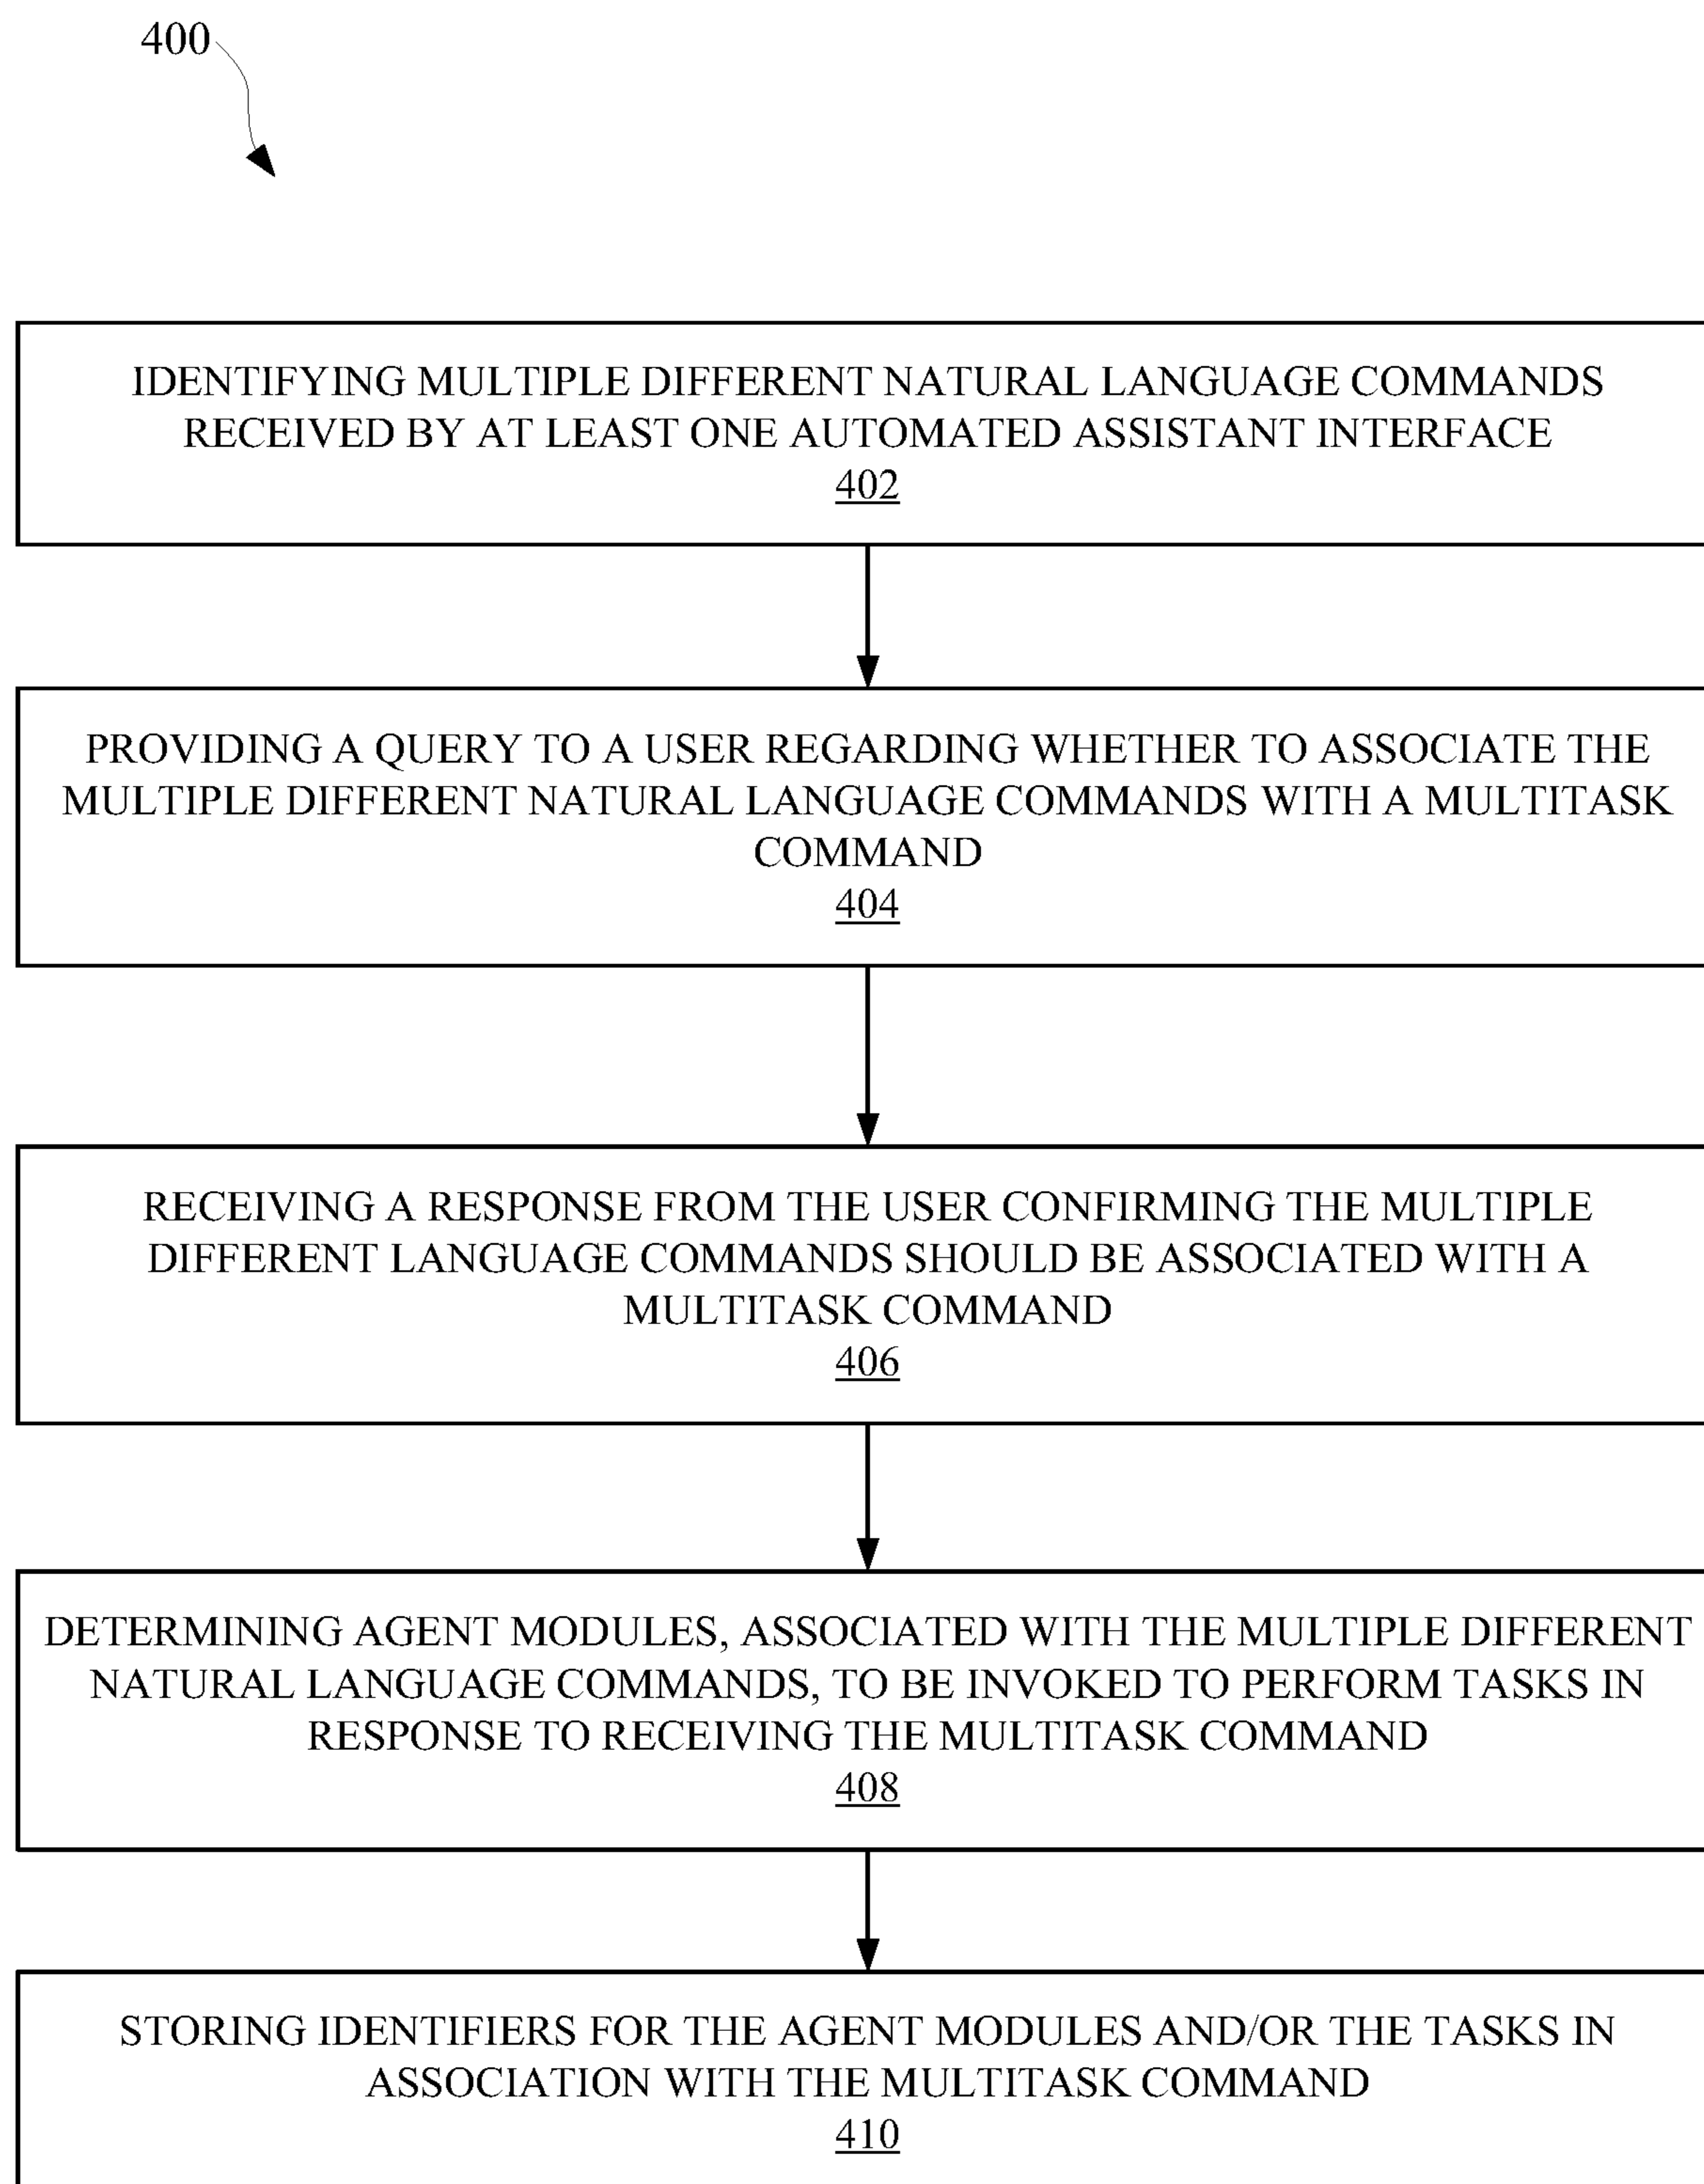 400
IDENTIFYING MULTIPLE DIFFERENT NATURAL LANGUAGE COMMANDS
RECEIVED BY AT LEAST ONE AUTOMATED ASSISTANT INTERFACE
402
PROVIDING A QUERY TO A USER REGARDING WHETHER TO ASSOCIATE THE
MULTIPLE DIFFERENT NATURAL LANGUAGE COMMANDS WITH A MULTITASK
COMMAND
404
RECEIVING A RESPONSE FROM THE USER CONFIRMING THE MULTIPLE
DIFFERENT LANGUAGE COMMANDS SHOULD BE ASSOCIATED WITH A
MULTITASK COMMAND
406
DETERMINING AGENT MODULES, ASSOCIATED WITH THE MULTIPLE DIFFERENT
NATURAL LANGUAGE COMMANDS, TO BE INVOKED TO PERFORM TASKS IN
RESPONSE TO RECEIVING THE MULTITASK COMMAND
408
STORING IDENTIFIERS FOR THE AGENT MODULES AND/OR THE TASKS IN
ASSOCIATION WITH THE MULTITASK COMMAND
410